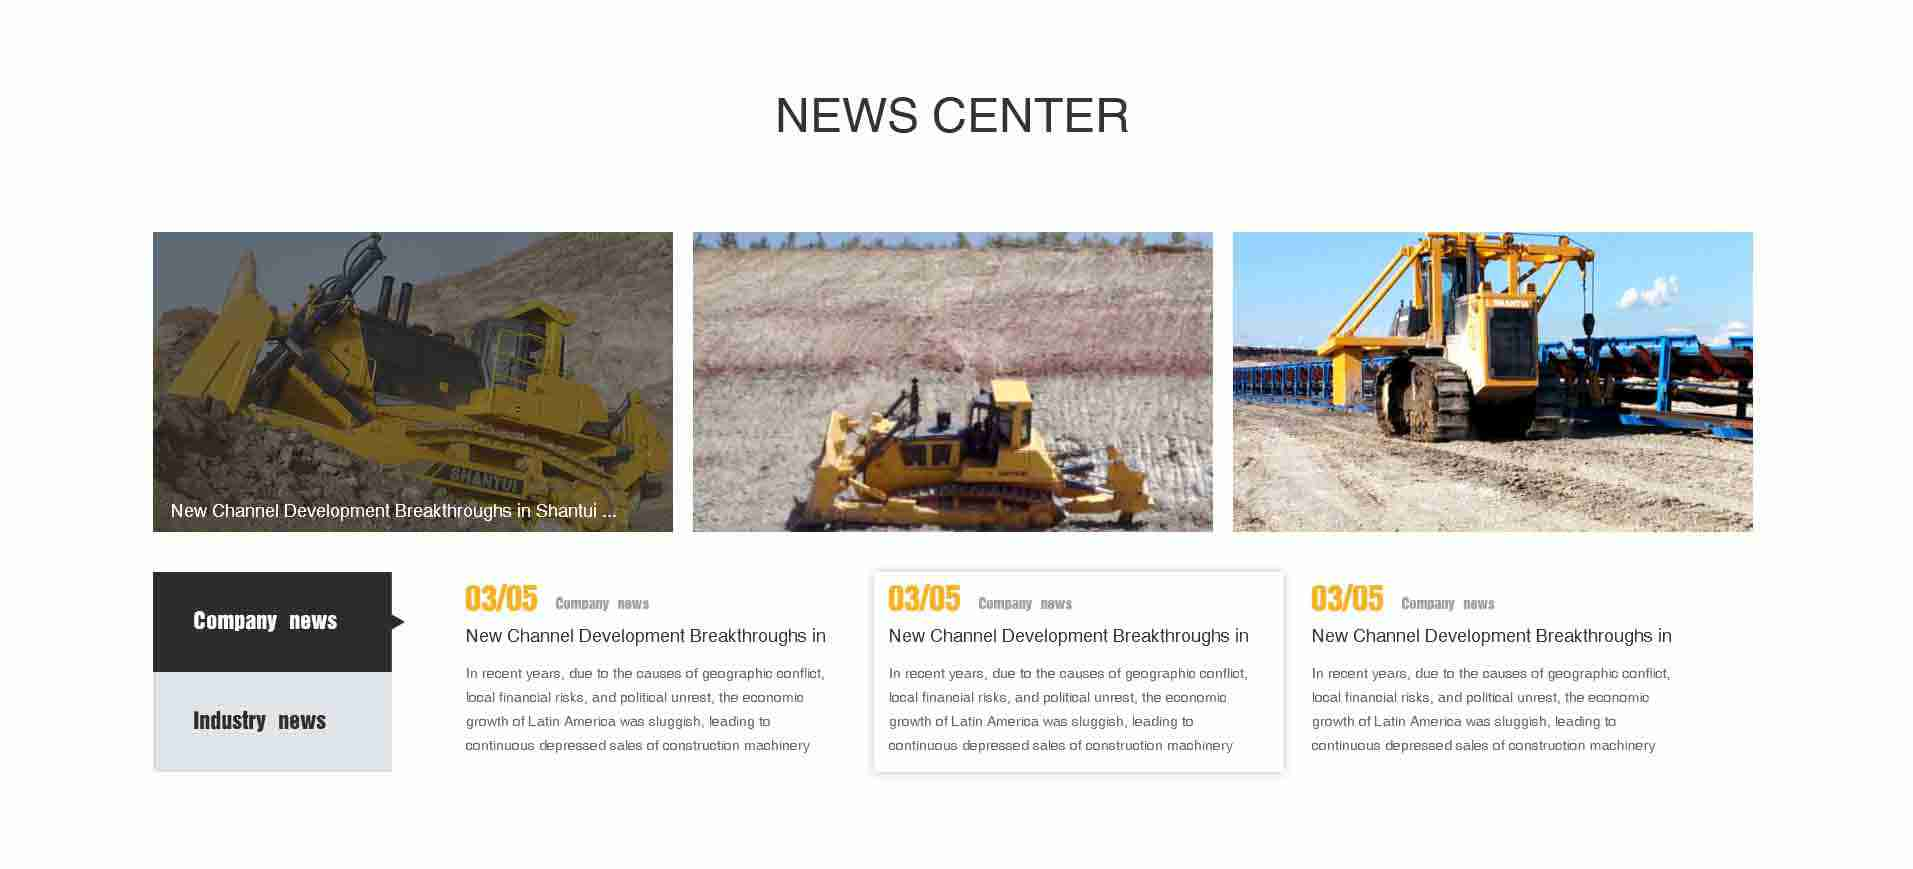 NEWS CENTER
SHANTUI
New Channel Development Breakthroughs in Shantui ...
SHANTUI
Company news
Industry news
03/05 Company news
New Channel Development Breakthroughs in
In recent years, due to the causes of geographic conflict,
local financial risks, and political unrest, the economic
growth of Latin America was sluggish, leading to
continuous depressed sales of construction machinery
03/05 Company news
New Channel Development Breakthroughs in
In recent years, due to the causes of geographic conflict,
local financial risks, and political unrest, the economic
growth of Latin America was sluggish, leading to
continuous depressed sales of construction machinery
03/05 Company news
New Channel Development Breakthroughs in
In recent years, due to the causes of geographic conflict,
local financial risks, and political unrest, the economic
growth of Latin America was sluggish, leading to
continuous depressed sales of construction machinery